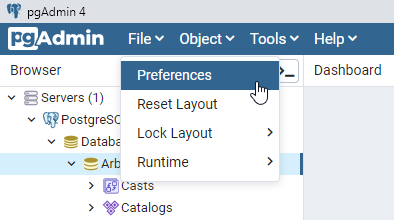 pgAdmin 4
pgAdmin File Object Tools Help
Browser Dashboard
Preferences
Servers (1)
Reset Layout
Lock Layout
Runtime
Casts
Catalogs